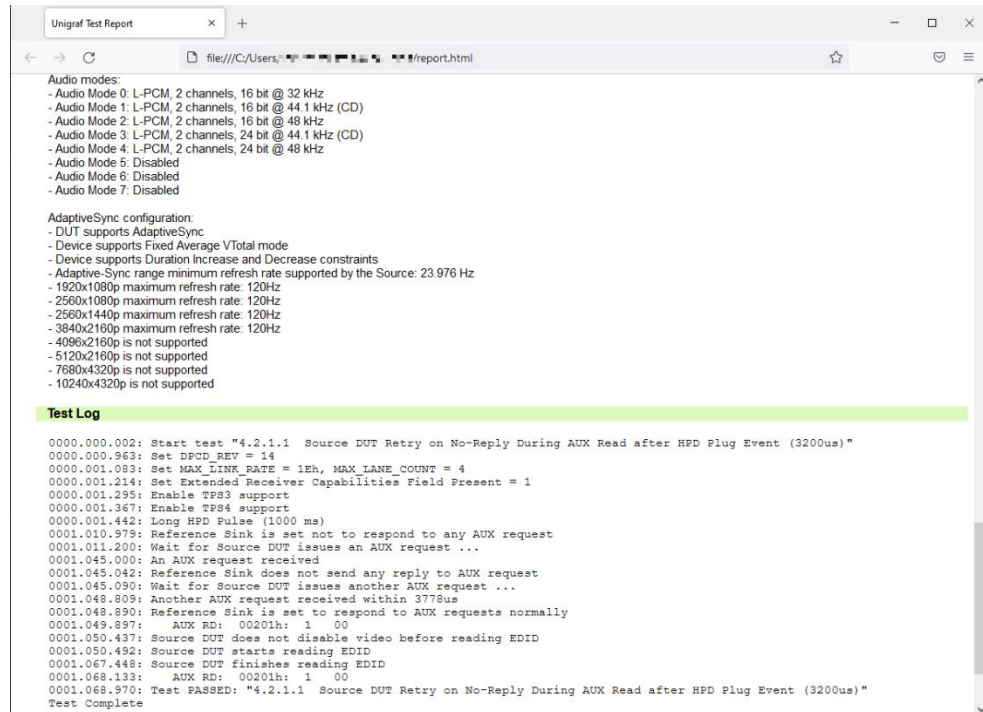 Unigraf Test Report
file:///C:/Users,/report.html
Audio modes:
- Audio Mode 0: L-PCM, 2 channels, 16 bit @ 32 kHz
- Audio Mode 1: L-PCM, 2 channels, 16 bit @ 44.1 kHz (CD)
- Audio Mode 2: L-PCM, 2 channels, 16 bit @ 48 kHz
- Audio Mode 3: L-PCM, 2 channels, 24 bit @ 44.1 kHz (CD)
- Audio Mode 4: L-PCM, 2 channels, 24 bit @ 48 kHz
- Audio Mode 5: Disabled
- Audio Mode 6: Disabled
- Audio Mode 7: Disabled
AdaptiveSync configuration:
- DUT supports AdaptiveSync
- Device supports Fixed Average VTotal mode
- Device supports Duration Increase and Decrease constraints
- Adaptive-Sync range minimum refresh rate supported by the Source: 23.976 Hz
- 1920x1080p maximum refresh rate: 120Hz
- 2560x1080p maximum refresh rate: 120Hz
- 2560x1440p maximum refresh rate: 120Hz
- 3840x2160p maximum refresh rate: 120Hz
- 4096x2160p is not supported
- 5120x2160p is not supported
- 7680x4320p is not supported
- 10240x4320p is not supported
Test Log
0000.000.002: Start test "4.2.1.1  Source DUT Retry on No-Reply During AUX Read after HPD Plug Event (3200us)"
0000.000.963: Set DPCD_REV = 14
0000.001.083: Set MAX_LINK_RATE = 1Eh, MAX_LANE_COUNT = 4
0000.001.214: Set Extended Receiver Capabilities Field Present = 1
0000.001.295: Enable TPS3 support
0000.001.367: Enable TPS4 support
0000.001.442: Long HPD Pulse (1000 ms)
0001.010.979: Reference Sink is set not to respond to any AUX request
0001.011.200: Wait for Source DUT issues an AUX request ...
0001.045.000: An AUX request received
0001.045.042: Reference Sink does not send any reply to AUX request
0001.045.090: Wait for Source DUT issues another AUX request ...
0001.048.809: Another AUX request received within 3778us
0001.048.890: Reference Sink is set to respond to AUX requests normally
0001.049.897:    AUX RD:  00201h:  1   00
0001.050.437: Source DUT does not disable video before reading EDID
0001.050.492: Source DUT starts reading EDID
0001.067.448: Source DUT finishes reading EDID
0001.068.133:    AUX RD:  00201h:  1   00
0001.068.970: Test PASSED: "4.2.1.1  Source DUT Retry on No-Reply During AUX Read after HPD Plug Event (3200us)"
Test Complete